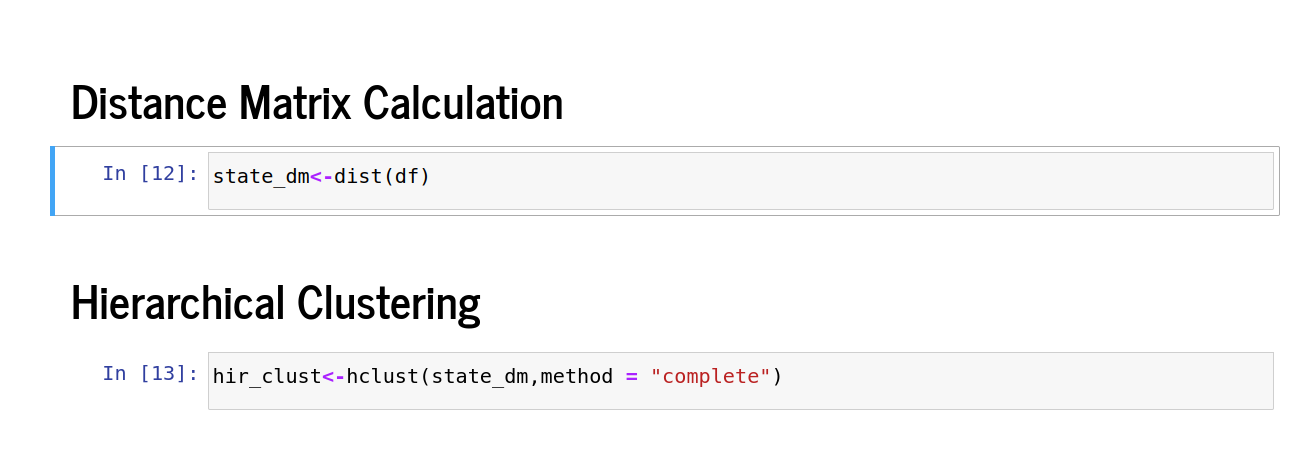 Distance Matrix Calculation
In [12]: state_dm<-dist(df)
Hierarchical Clustering
In [13]: hir_clust<-hclust(state_dm,method = "complete")